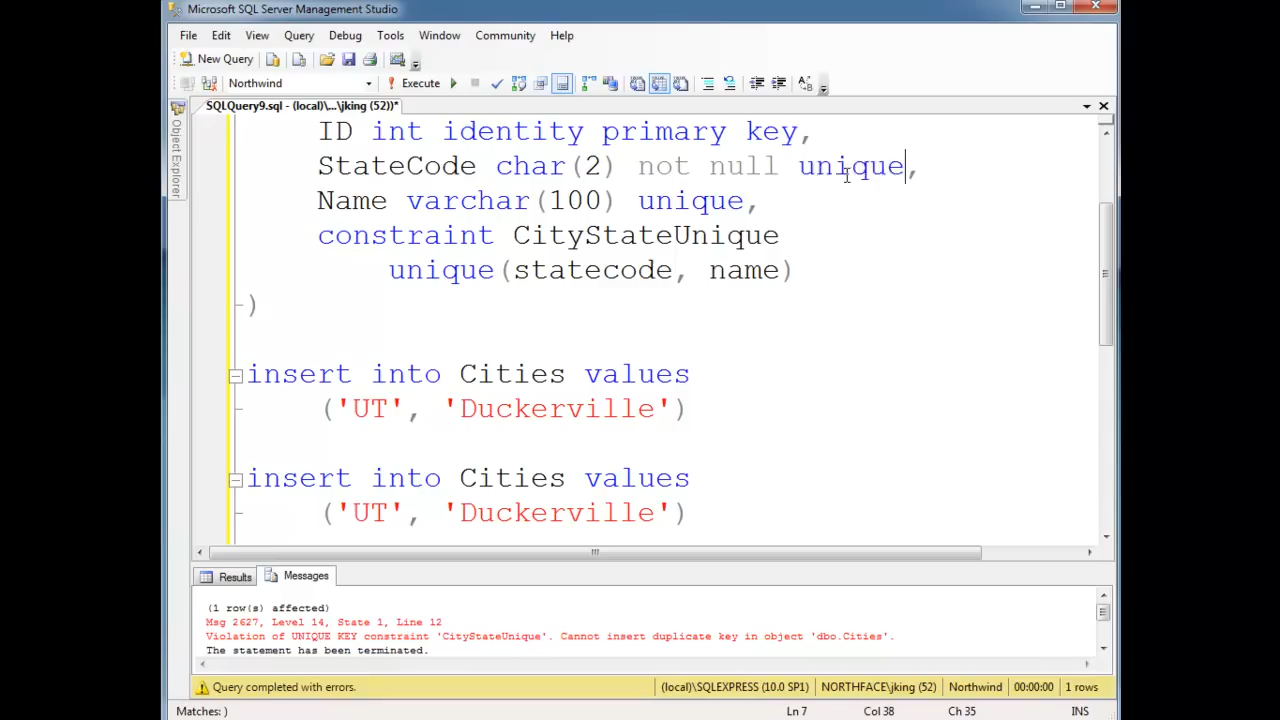 Microsoft SQL Server Management Studio
File Edit View Query Debug Tools Window Community Help
New Query
Northwind Execute
SQLQuery9.sql - (local)\...\jking (52))*
Object Explorer
ID int identity primary key,
StateCode char(2) not null unique,
Name varchar(100) unique,
constraint CityStateUnique
unique(statecode, name)
)
insert into Cities values
('UT', 'Duckerville')
insert into Cities values
('UT', 'Duckerville')
Results Messages
(1 row(s) affected)
Msg 2627, Level 14, State 1, Line 12
Violation of UNIQUE KEY constraint 'CityStateUnique'. Cannot insert duplicate key in object 'dbo.Cities'.
The statement has been terminated.
Query completed with errors. (local)\SQLEXPRESS (10.0 SP1) NORTHFACE\jking (52) Northwind 00:00:00 1 rows
Matches: ) Ln 7 Col 38 Ch 35 INS